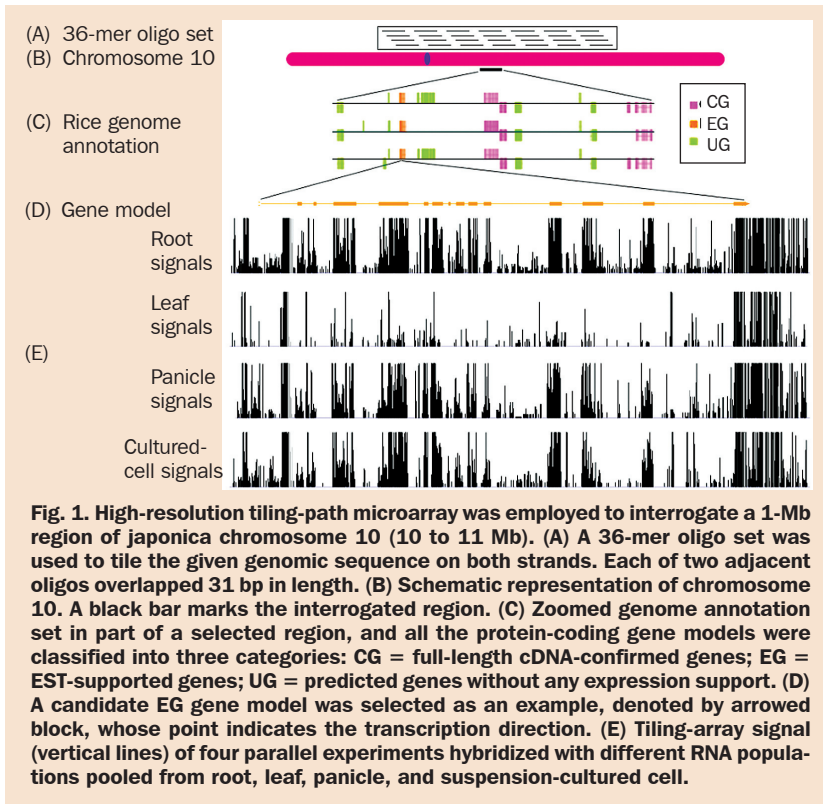 (A) 36-mer oligo set
(B) Chromosome 10
CG
EG
UG
(C) Rice genome
annotation
(D) Gene model
Root
signals
Leaf
signals
(E)
Panicle
signals
Cultured-
cell signals
Fig. 1. High-resolution tiling-path microarray was employed to interrogate a 1-Mb
region of japonica chromosome 10 (10 to 11 Mb). (A) A 36-mer oligo set was
used to tile the given genomic sequence on both strands. Each of two adjacent
oligos overlapped 31 bp in length. (B) Schematic representation of chromosome
10. A black bar marks the interrogated region. (C) Zoomed genome annotation
set in part of a selected region, and all the protein-coding gene models were
classified into three categories: CG = full-length cDNA-confirmed genes; EG =
EST-supported genes; UG = predicted genes without any expression support. (D)
A candidate EG gene model was selected as an example, denoted by arrowed
block, whose point indicates the transcription direction. (E) Tiling-array signal
(vertical lines) of four parallel experiments hybridized with different RNA popula-
tions pooled from root, leaf, panicle, and suspension-cultured cell.